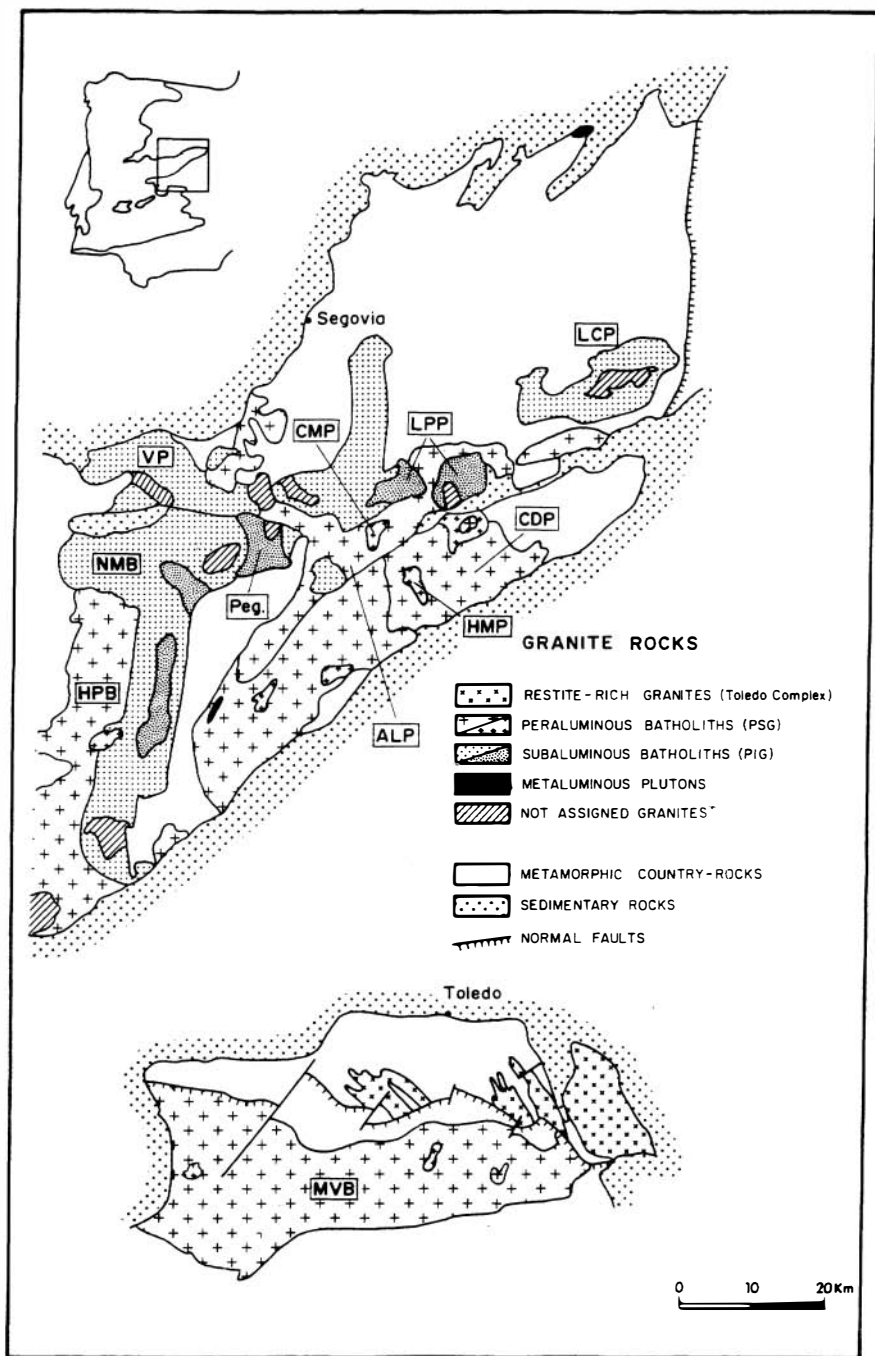 Segovia
LCP
CMP
LPP
VP
CDP
NMB
Peg.
HMP
GRANITE ROCKS
HPB
RESTITE-RICH GRANITES (Toledo Complex)
PERALUMINOUS BATHOLITHS (PSG)
ALP
SUBALUMINOUS BATHOLITHS (PIG)
METALUMINOUS PLUTONS
NOT ASSIGNED GRANITES
METAMORPHIC COUNTRY-ROCKS
SEDIMENTARY ROCKS
NORMAL FAULTS
Toledo
MVB
0 10 20 Km